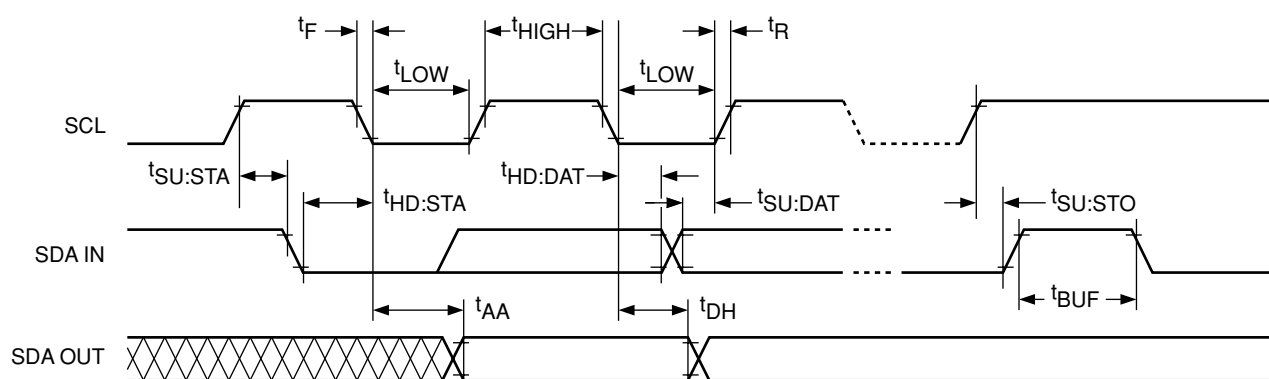 tF
tHIGH
tR
tLOW
tLOW
SCL
tSU:STA
tHD:DAT
tHD:STA
tSU:DAT
tSU:STO
SDA IN
tAA
tDH
tBUF
SDA OUT